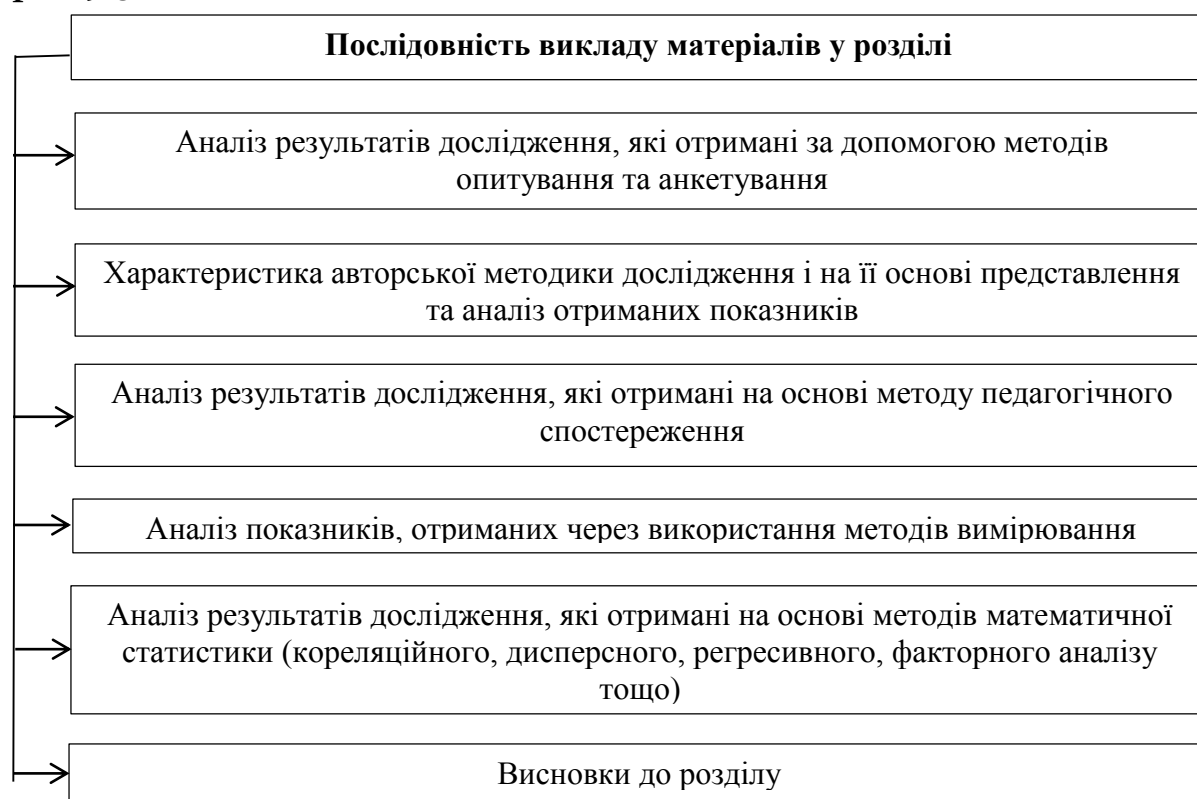 Послідовність викладу матеріалів у розділі
Аналіз результатів дослідження, які отримані за допомогою методів
опитування та анкетування
Характеристика авторської методики дослідження і на її основі представлення
та аналіз отриманих показників
Аналіз результатів дослідження, які отримані на основі методу педагогічного
спостереження
Аналіз показників, отриманих через використання методів вимірювання
Аналіз результатів дослідження, які отримані на основі методів математичної
статистики (кореляційного, дисперсного, регресивного, факторного аналізу
тощо)
Висновки до розділу